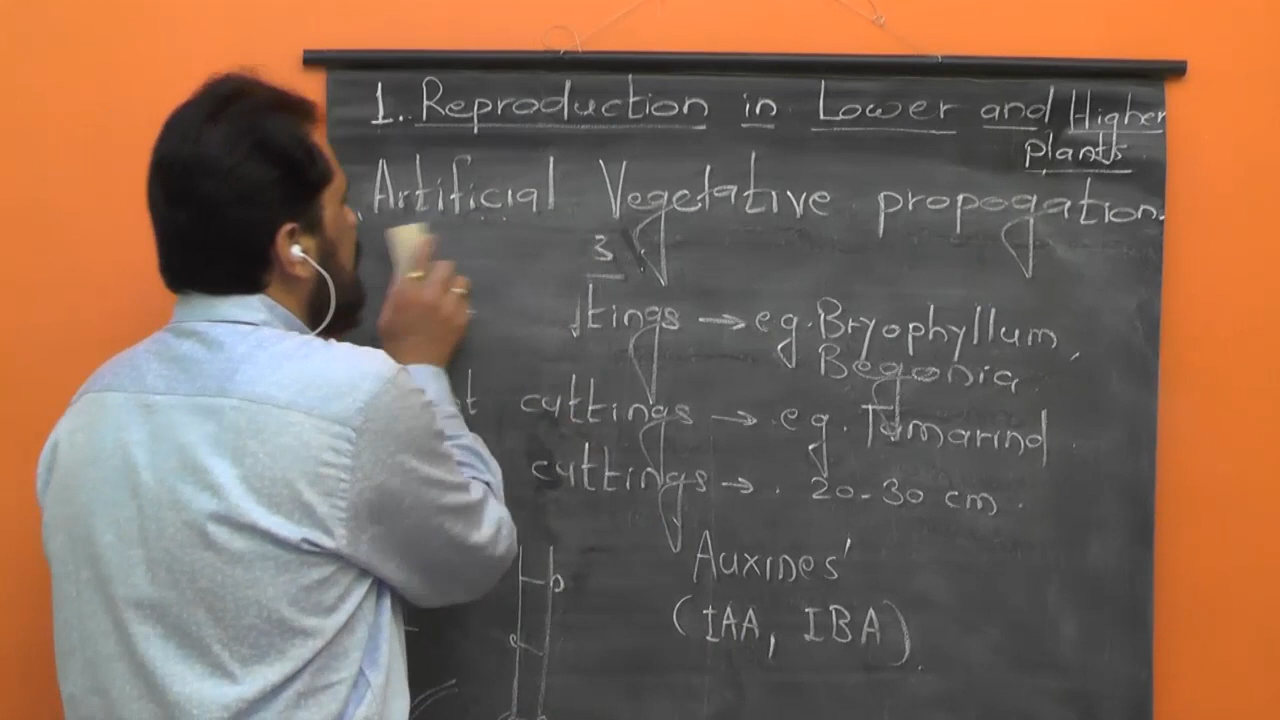 1. Reproduction in Lower and Higher
plants.
Artificial Vegetative propogation.
3
tings → eg. Bryophyllum,
Begonia
t cuttings → eg. Tamarind
cuttings → 20-30 cm.
Auxines'
(IAA, IBA).